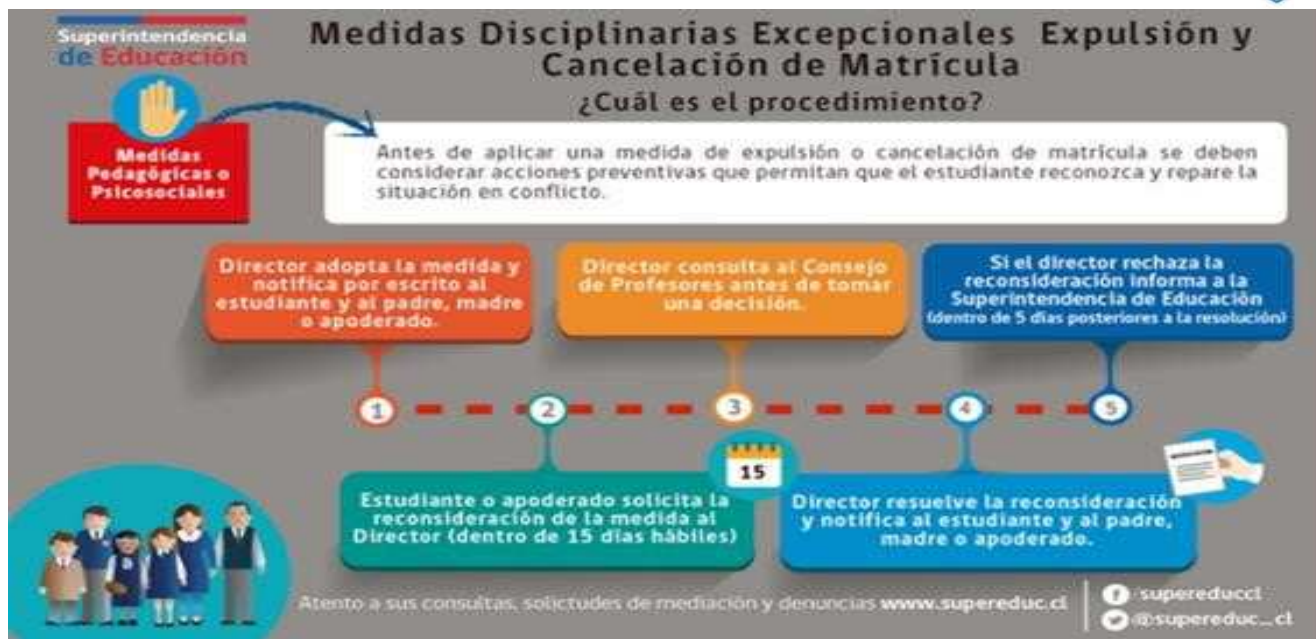 Superintendencia
de Educación
Medidas Disciplinarias Excepcionales Expulsión y
Cancelación de Matrícula
¿Cuál es el procedimiento?
Medidas
Pedagógicas o
Psicosociales
Antes de aplicar una medida de expulsión o cancelación de matrícula se deben
considerar acciones preventivas que permitan que el estudiante reconozca y repare la
situación en conflicto.
Director adopta la medida y
notifica por escrito al
estudiante y al padre, madre
o apoderado.
1
Estudiante o apoderado solicita la
reconsideración de la medida al
Director (dentro de 15 días hábiles)
2
15
Director consulta al Consejo
de Profesores antes de tomar
una decisión.
3
Director resuelve la reconsideración
y notifica al estudiante y al padre,
madre o apoderado.
4
Si el director rechaza la
reconsideración informa a la
Superintendencia de Educación
(dentro de 5 días posteriores a la resolución)
5
Atento a sus consultas, solictudes de mediación y denuncias www.supereduc.cl
supereduccl
@supereduc_cl